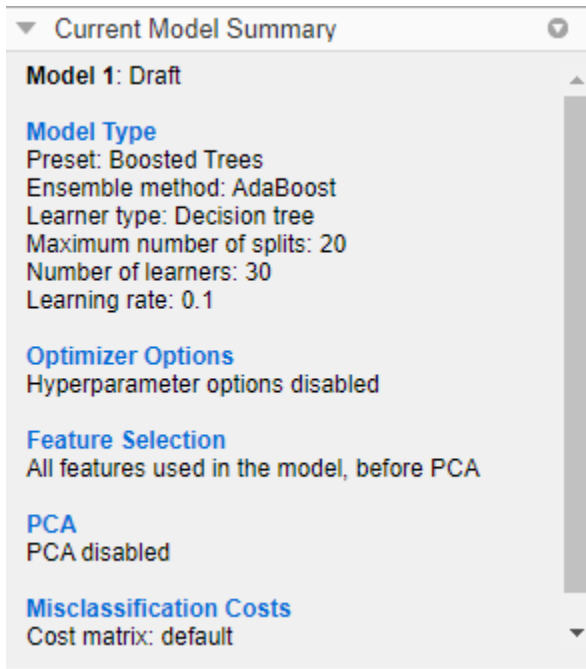 Current Model Summary
Model 1: Draft
Model Type
Preset: Boosted Trees
Ensemble method: AdaBoost
Learner type: Decision tree
Maximum number of splits: 20
Number of learners: 30
Learning rate: 0.1
Optimizer Options
Hyperparameter options disabled
Feature Selection
All features used in the model, before PCA
PCA
PCA disabled
Misclassification Costs
Cost matrix: default